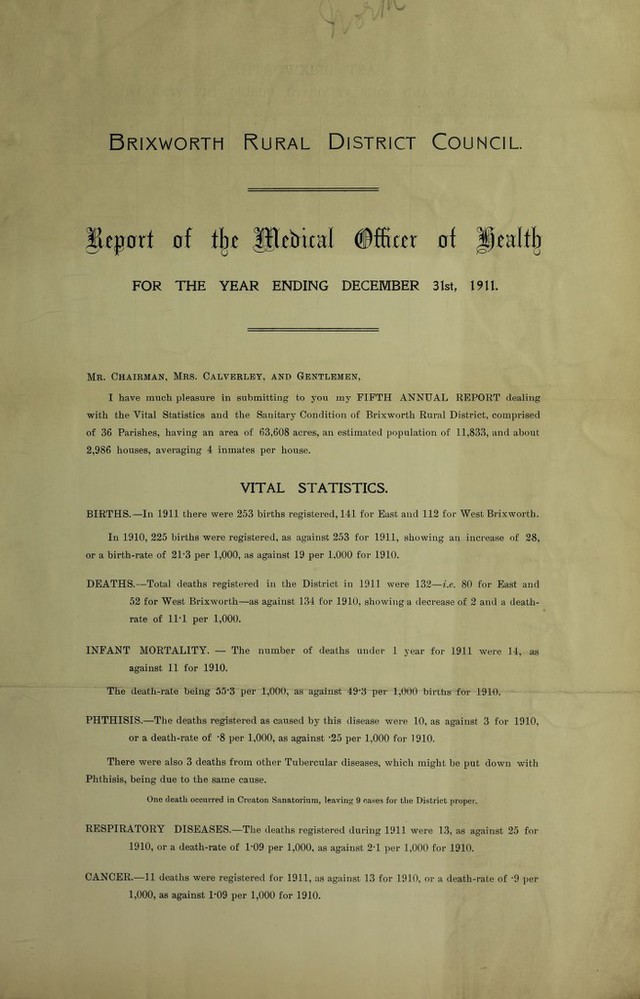 North
BRIXWORTH RURAL DISTRICT COUNCIL.
Report of the Medical Officer of Health
FOR THE YEAR ENDING DECEMBER 31st, 1911.
MR. CHAIRMAN, MRS. CALVERLEY, AND GENTLEMEN,
I have much pleasure in submitting to you my FIFTH ANNUAL REPORT dealing
with the Vital Statistics and the Sanitary Condition of Brixworth Rural District, comprised
of 36 Parishes, having an area of 63,608 acres, an estimated population of 11,833, and about
2,986 houses, averaging 4 inmates per house.
VITAL STATISTICS.
BIRTHS.—In 1911 there were 253 births registered, 141 for East and 112 for West Brixworth.
In 1910, 225 births were registered, as against 253 for 1911, showing an increase of 28,
or a birth-rate of 21·3 per 1,000, as against 19 per 1.000 for 1910.
DEATHS.—Total deaths registered in the District in 1911 were 132—i.e. 80 for East and
52 for West Brixworth—as against 134 for 1910, showing a decrease of 2 and a death-
rate of 11·1 per 1,000.
INFANT MORTALITY. — The number of deaths under 1 year for 1911 were 14, as
against 11 for 1910.
The death-rate being 55·3 per 1,000, as against 49·3 per 1,000 births for 1910.
PHTHISIS.—The deaths registered as caused by this disease were 10, as against 3 for 1910,
or a death-rate of ·8 per 1,000, as against ·25 per 1,000 for 1910.
There were also 3 deaths from other Tubercular diseases, which might be put down with
Phthisis, being due to the same cause.
One death occurred in Creaton Sanatorium, leaving 9 cases for the District proper.
RESPIRATORY DISEASES.—The deaths registered during 1911 were 13, as against 25 for
1910, or a death-rate of 1·09 per 1,000, as against 2·1 per 1,000 for 1910.
CANCER.—11 deaths were registered for 1911, as against 13 for 1910, or a death-rate of ·9 per
1,000, as against 1·09 per 1,000 for 1910.